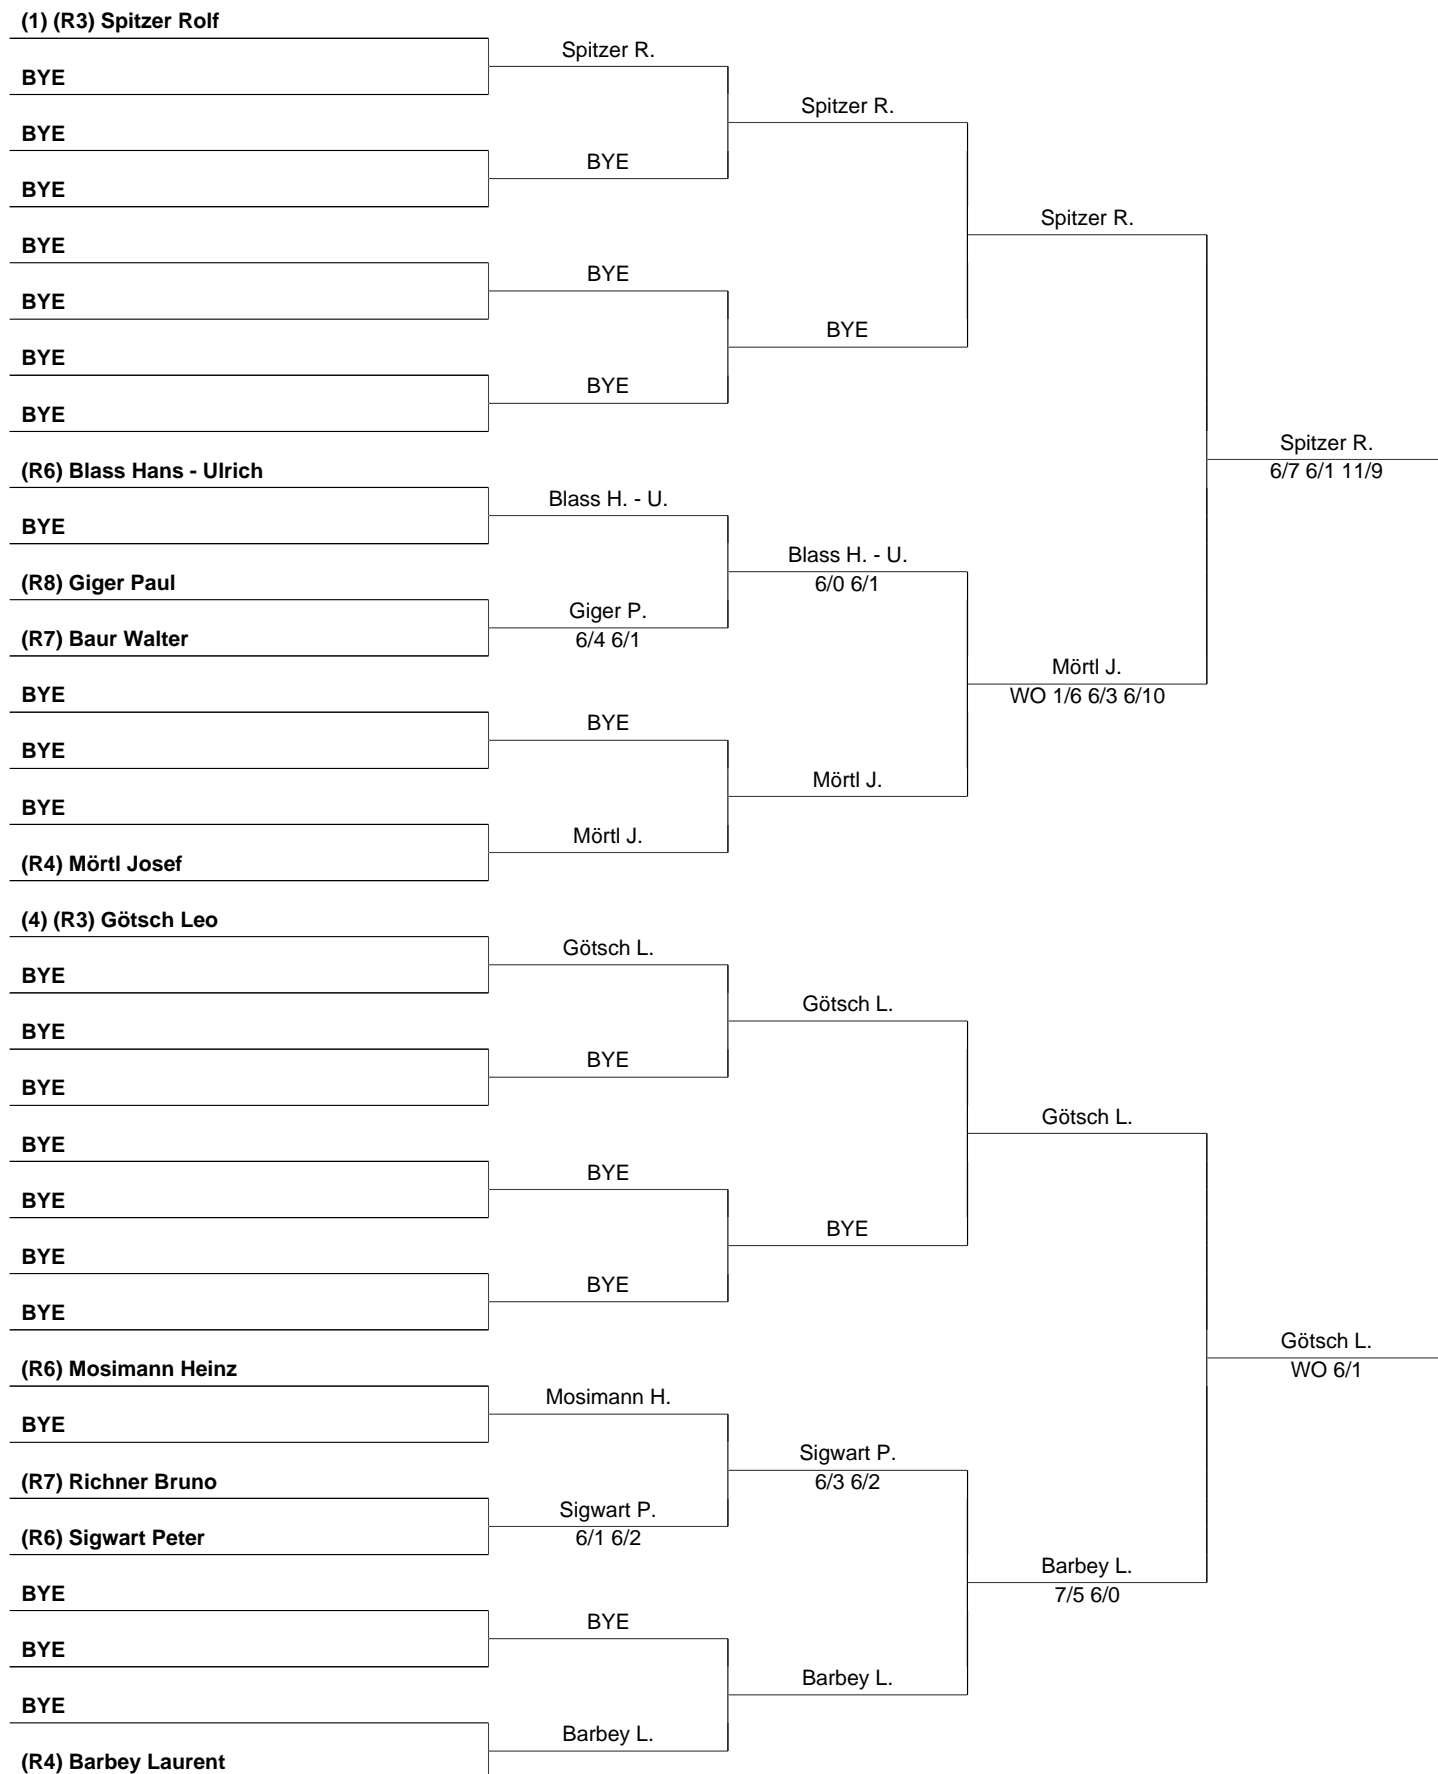 (1) (R3) Spitzer Rolf
BYE
BYE
BYE
BYE
BYE
BYE
BYE
(R6) Blass Hans - Ulrich
BYE
(R8) Giger Paul
(R7) Baur Walter
BYE
BYE
BYE
(R4) Mörtl Josef
(4) (R3) Götsch Leo
BYE
BYE
BYE
BYE
BYE
BYE
BYE
(R6) Mosimann Heinz
BYE
(R7) Richner Bruno
(R6) Sigwart Peter
BYE
BYE
BYE
(R4) Barbey Laurent
Spitzer R.
BYE
BYE
BYE
Blass H. - U.
Giger P.
6/4 6/1
BYE
Mörtl J.
Götsch L.
BYE
BYE
BYE
Mosimann H.
Sigwart P.
6/1 6/2
BYE
Barbey L.
Spitzer R.
BYE
Blass H. - U.
6/0 6/1
Mörtl J.
Götsch L.
BYE
Sigwart P.
6/3 6/2
Barbey L.
Spitzer R.
Mörtl J.
WO 1/6 6/3 6/10
Götsch L.
Barbey L.
7/5 6/0
Spitzer R.
6/7 6/1 11/9
Götsch L.
WO 6/1